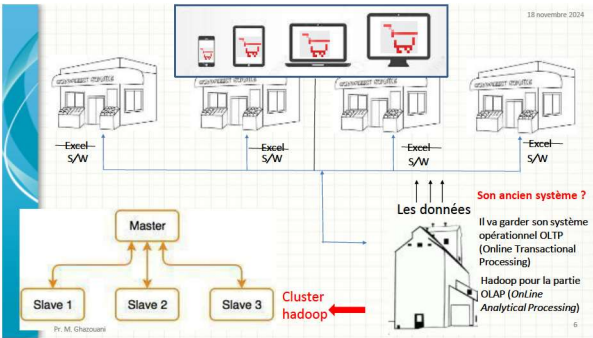 18 novembre 2024
Excel
S/W
Excel
S/W
Excel
S/W
Excel
S/W
Les données
Son ancien système ?
Il va garder son système
opérationnel OLTP
(Online Transactional
Processing)
Hadoop pour la partie
OLAP (OnLine
Analytical Processing)
Master
Slave 1
Slave 2
Slave 3
Cluster
hadoop
Pr. M. Ghazouani
6